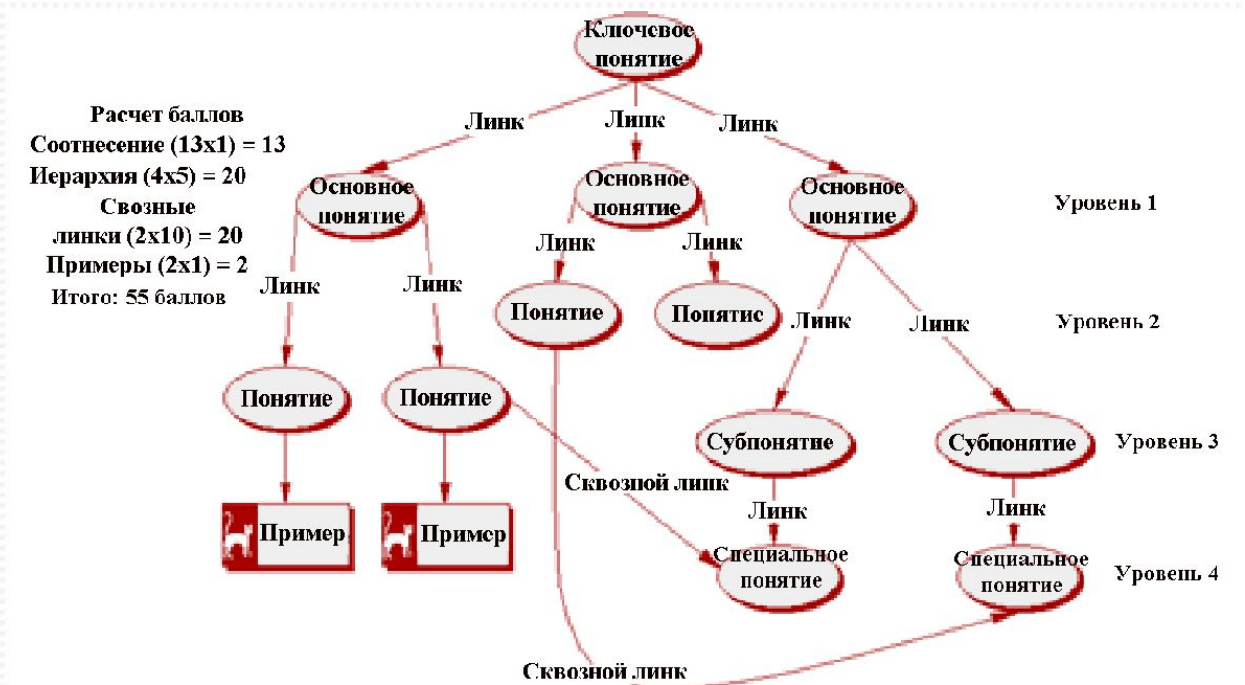 Ключевое
понятие
Расчет баллов
Соотнесение (13x1) = 13
Иерархия (4x5) = 20
Свозные
линки (2x10) = 20
Примеры (2x1) = 2
Итого: 55 баллов
Линк
Линк
Линк
Основное
понятие
Основное
понятие
Основное
понятие
Уровень 1
Линк
Линк
Линк
Линк
Понятие
Понятие
Линк
Линк
Уровень 2
Понятие
Понятие
Субпонятие
Субпонятие
Уровень 3
Сквозной линк
Линк
Линк
Пример
Пример
Специальное
понятие
Специальное
понятие
Уровень 4
Сквозной линк